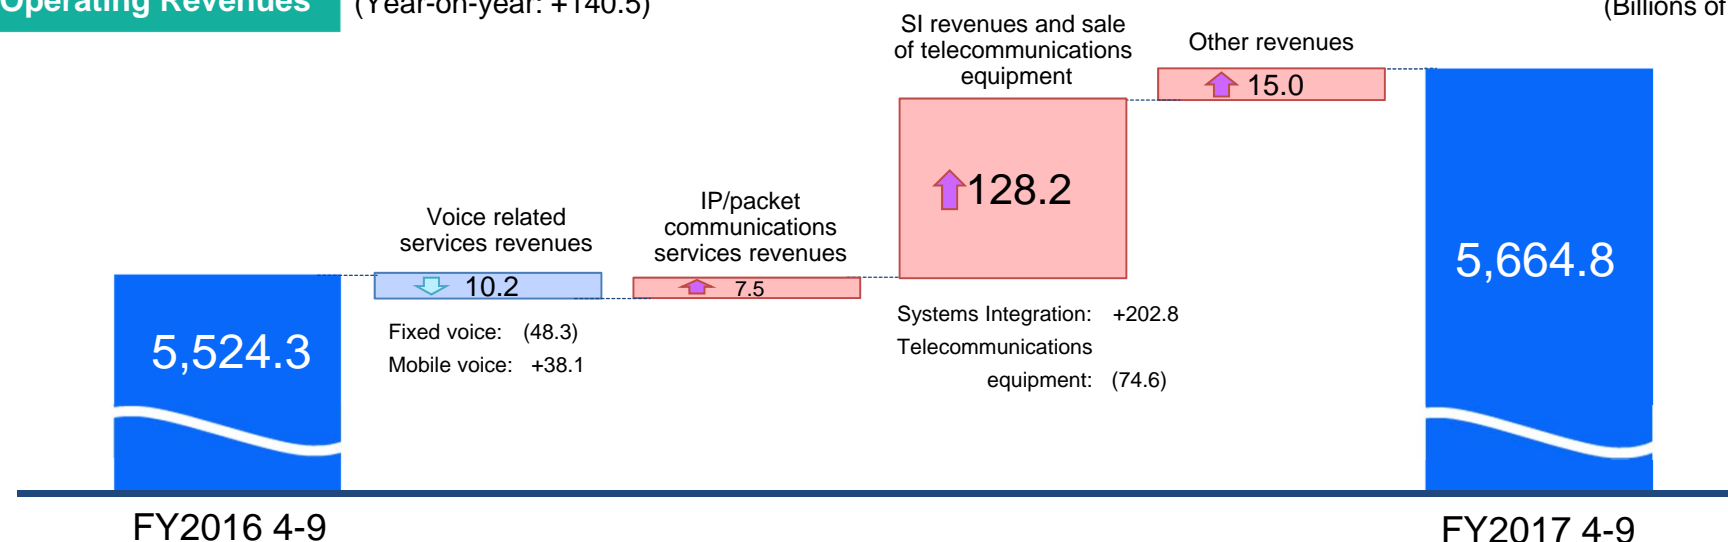 Operating Revenues
(Year-on-year: +140.5)
(Billions of
SI revenues and sale
of telecommunications
equipment
Other revenues
15.0
128.2
Voice related
services revenues
IP/packet
communications
services revenues
10.2
7.5
5,524.3
5,664.8
Fixed voice: (48.3)
Mobile voice: +38.1
Systems Integration: +202.8
Telecommunications
equipment: (74.6)
FY2016 4-9
FY2017 4-9